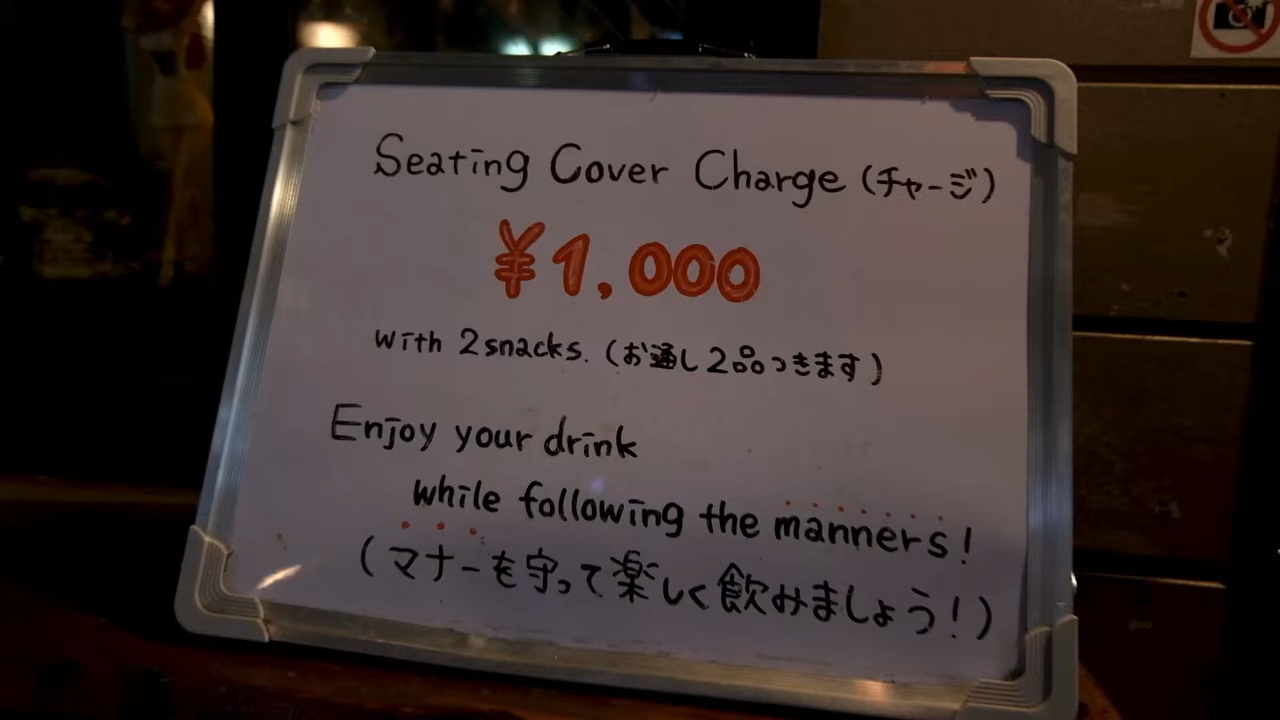 Seating Cover Charge (チャージ)
¥1,000
with 2snacks. (お通し2品つきます)
Enjoy your drink
while following the manners!
(マナーを守って楽しく飲みましょう!)